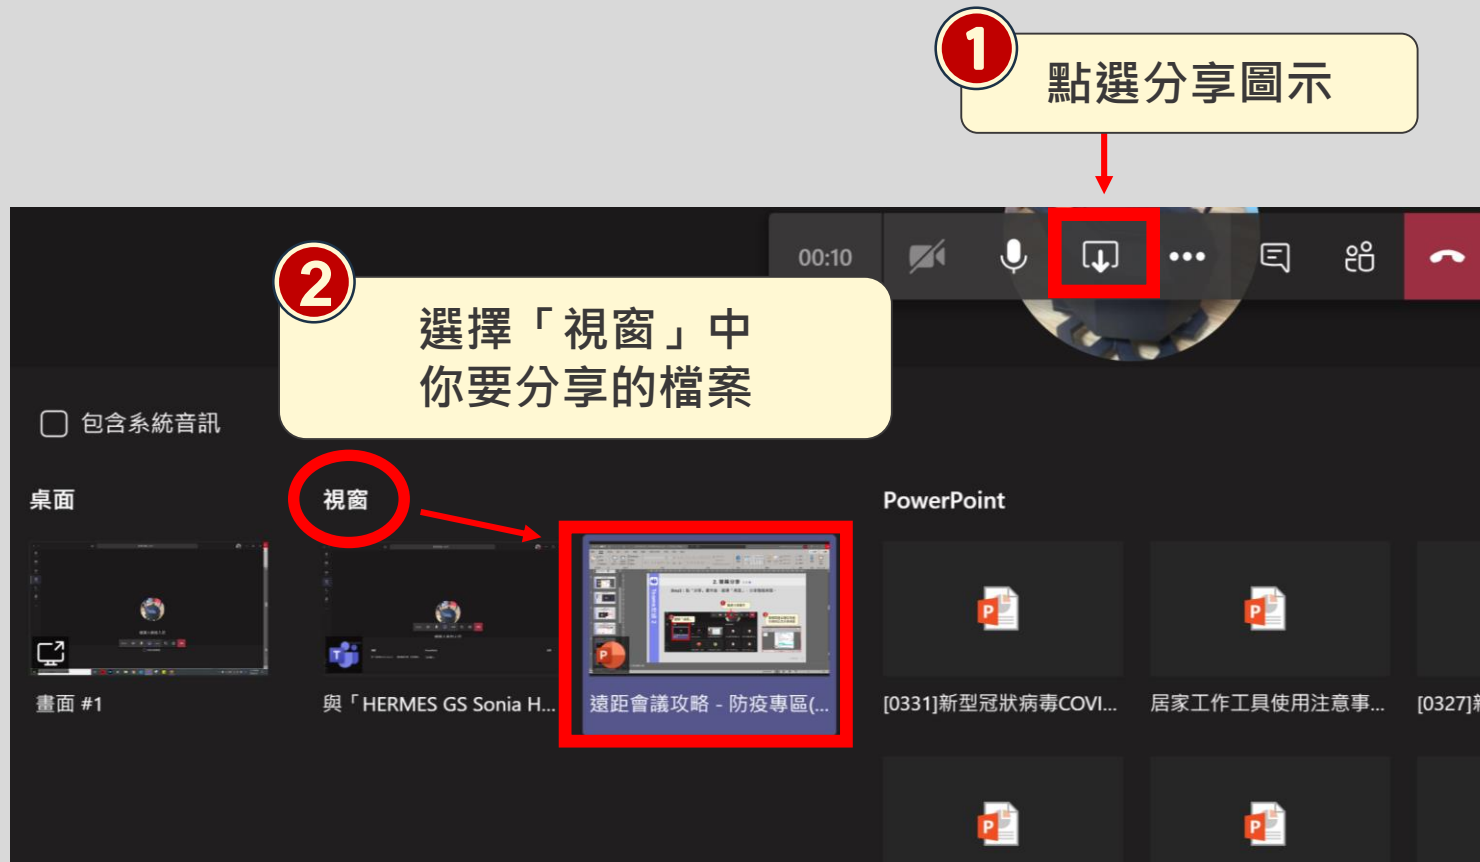 1
點選分享圖示
00:10
2
選擇「視窗」中
你要分享的檔案
包含系統音訊
桌面
視窗
PowerPoint
畫面 #1
與「HERMES GS Sonia H...
遠距會議攻略 - 防疫專區(...
[0331]新型冠狀病毒COVI...
居家工作工具使用注意事...
[0327]